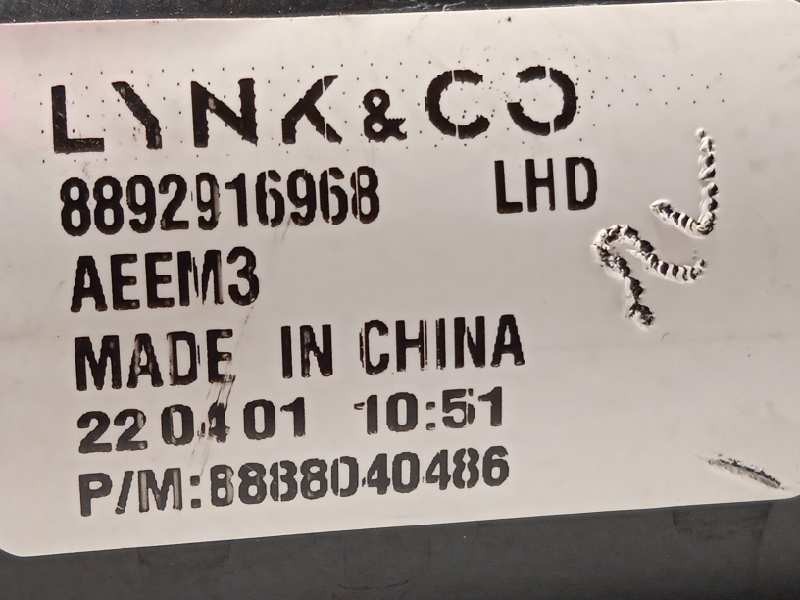 LYNK & CO
8892916968 LHD
AEEM3
MADE IN CHINA
22 04 01 10:51
P/M:8888040486